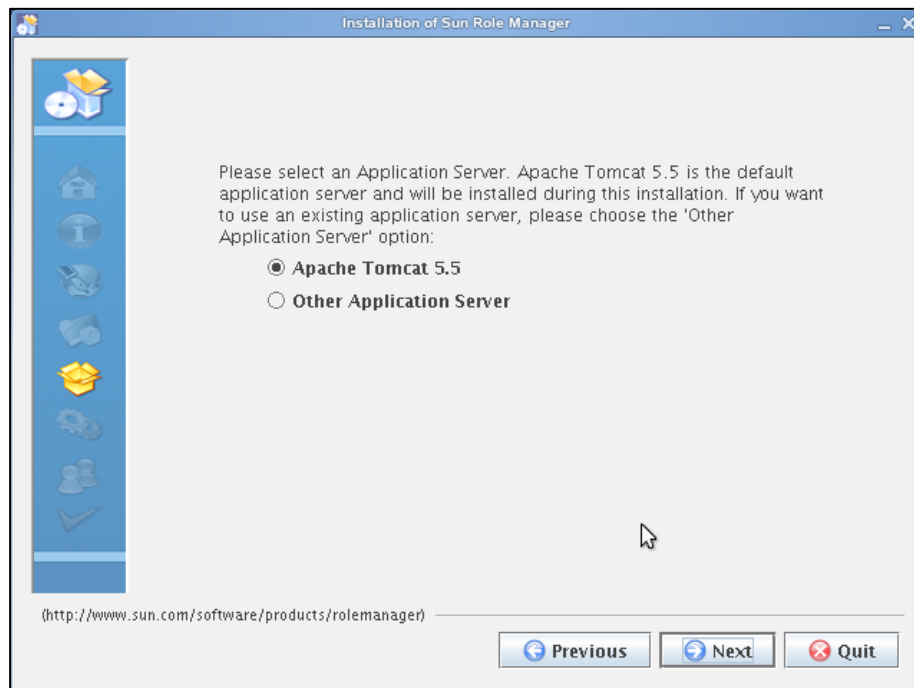 Installation of Sun Role Manager
Please select an Application Server. Apache Tomcat 5.5 is the default
application server and will be installed during this installation. If you want
to use an existing application server, please choose the 'Other
Application Server' option:
Apache Tomcat 5.5
Other Application Server
(http://www.sun.com/software/products/rolemanager)
Previous
Next
Quit